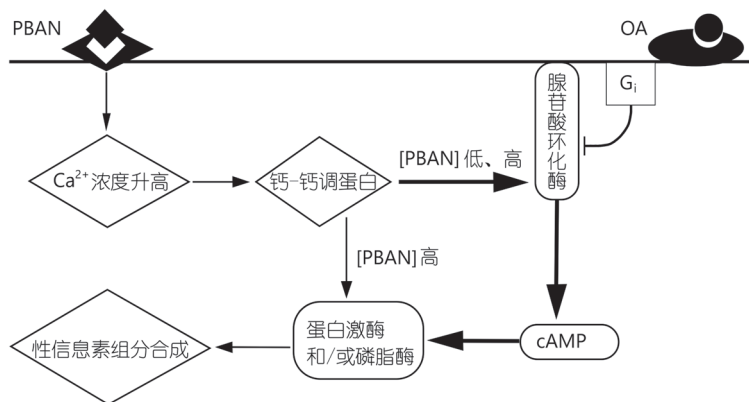 PBAN
OA
腺苷酸环化酶
Gi
[PBAN]低、高
Ca²⁺浓度升高
钙-钙调蛋白
[PBAN]高
蛋白激酶
和/或磷脂酶
性信息素组分合成
cAMP